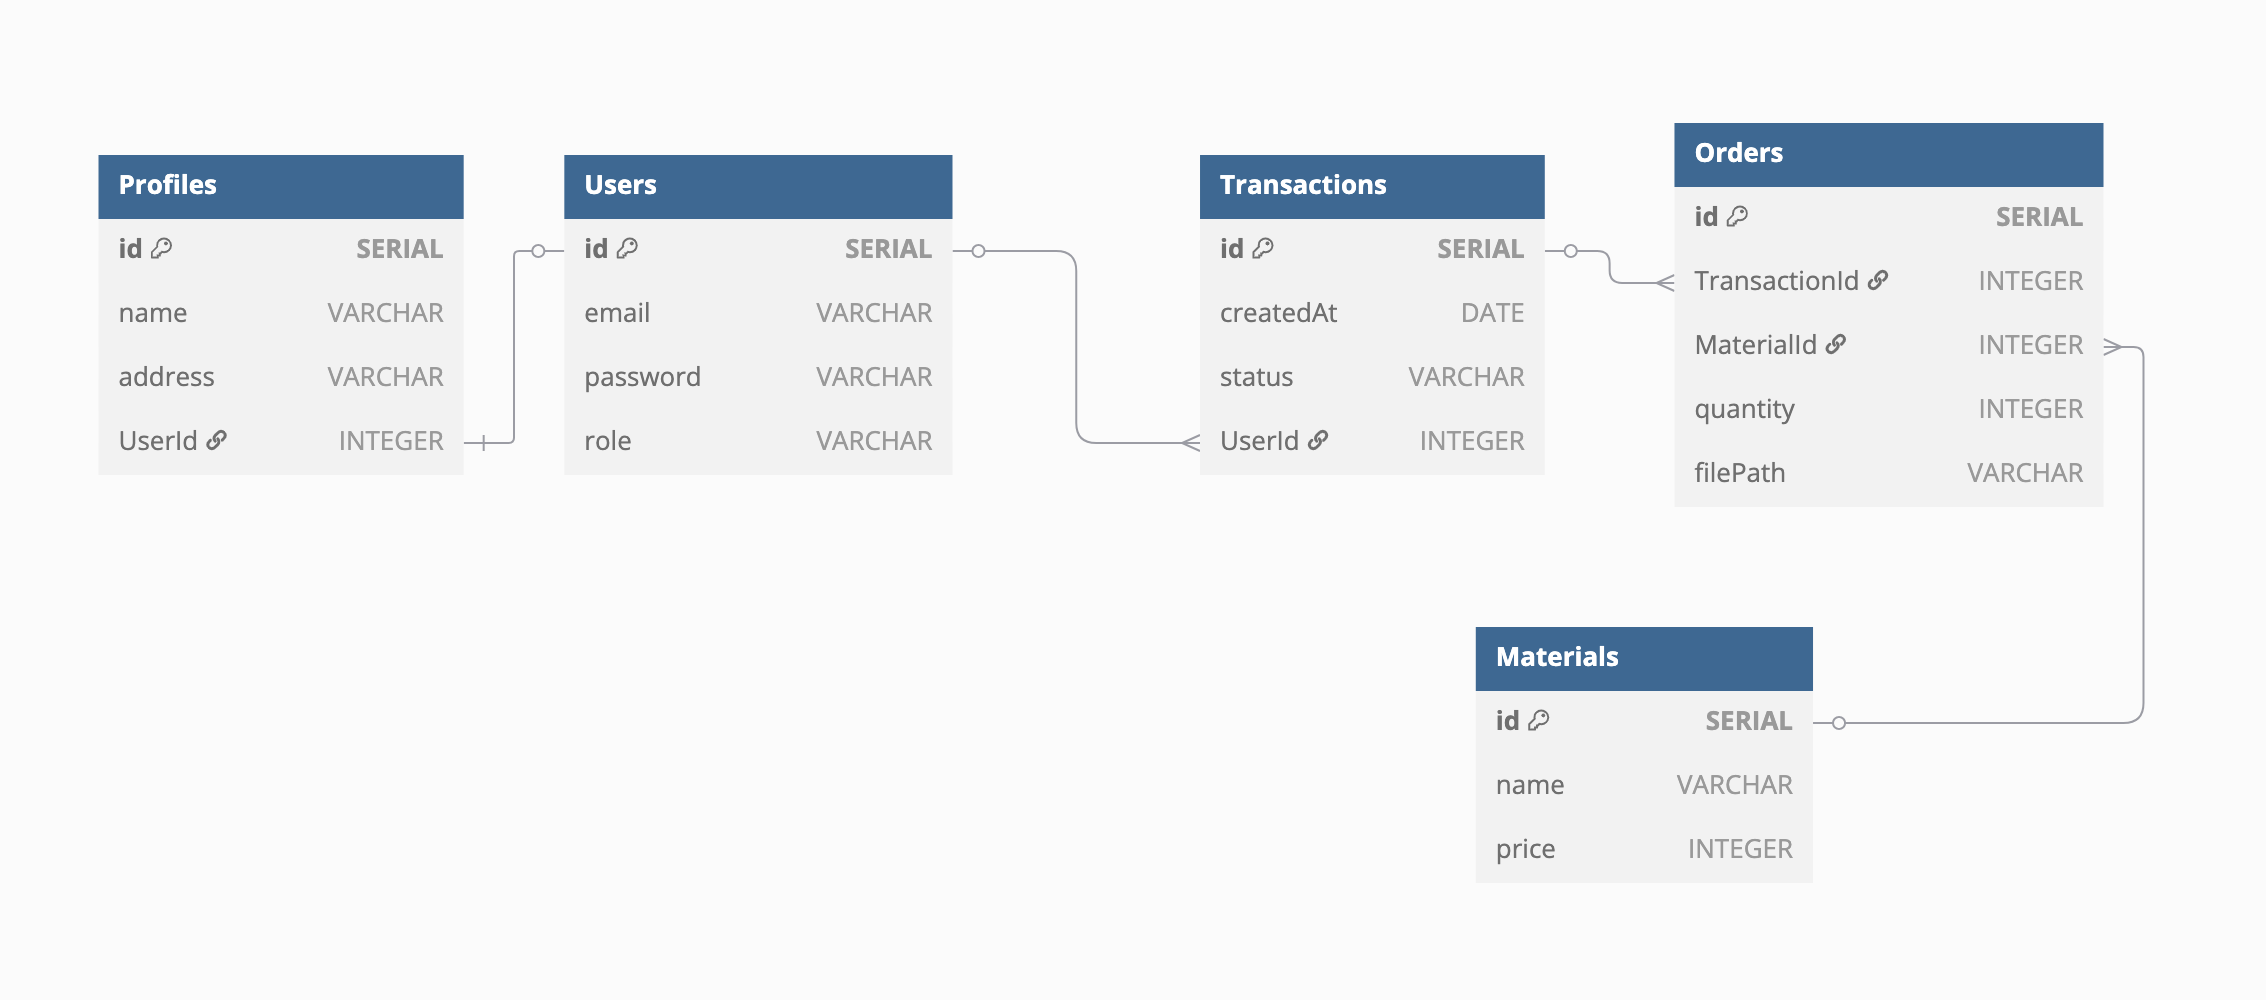 Profiles
id SERIAL
name VARCHAR
address VARCHAR
UserId INTEGER
Users
id SERIAL
email VARCHAR
password VARCHAR
role VARCHAR
Transactions
id SERIAL
createdAt DATE
status VARCHAR
UserId INTEGER
Orders
id SERIAL
TransactionId INTEGER
MaterialId INTEGER
quantity INTEGER
filePath VARCHAR
Materials
id SERIAL
name VARCHAR
price INTEGER